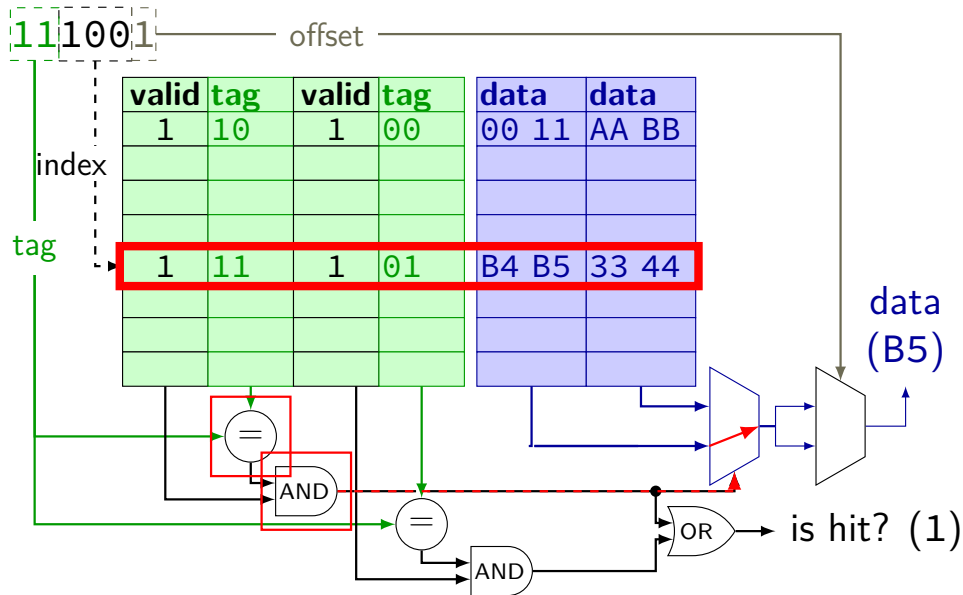 111001
offset
valid tag valid tag data data
1 10 1 00 00 11 AA BB
index
tag
1 11 1 01 B4 B5 33 44
data
(B5)
=
AND
=
OR
is hit? (1)
AND